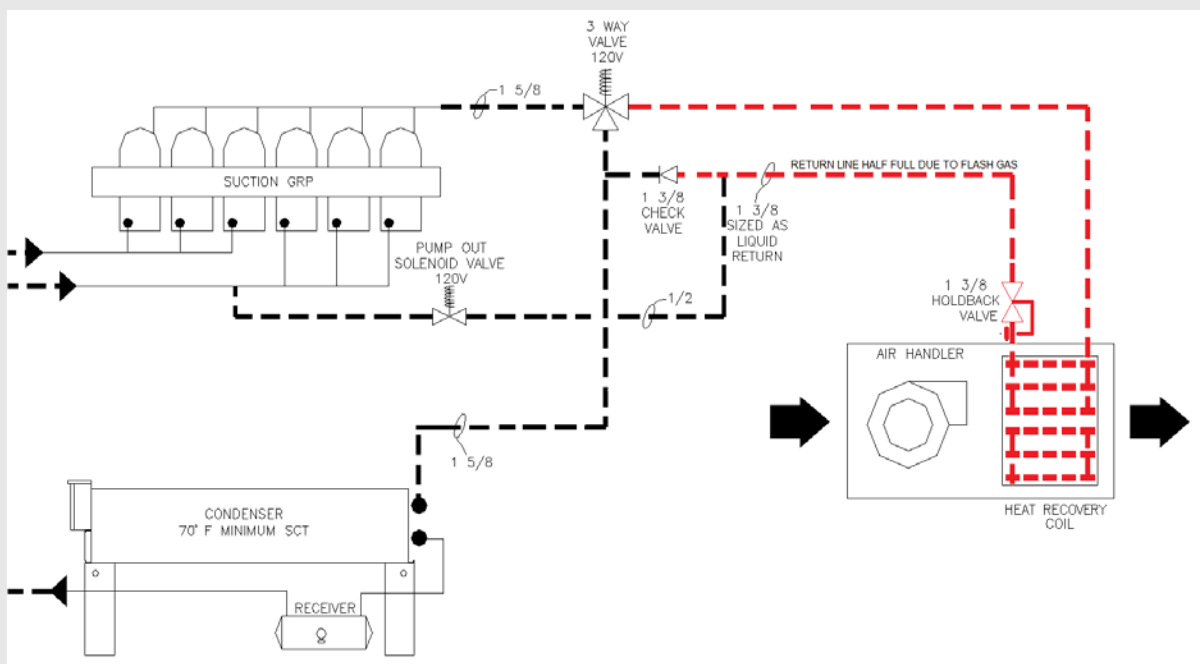 3 WAY
VALVE
120V
1 5/8
RETURN LINE HALF FULL DUE TO FLASH GAS
SUCTION GRP
1 3/8
CHECK
VALVE
1 3/8
SIZED AS
LIQUID
RETURN
PUMP OUT
SOLENOID VALVE
120V
1/2
1 3/8
HOLDBACK
VALVE
AIR HANDLER
1 5/8
CONDENSER
70° F MINIMUM SCT
HEAT RECOVERY
COIL
RECEIVER